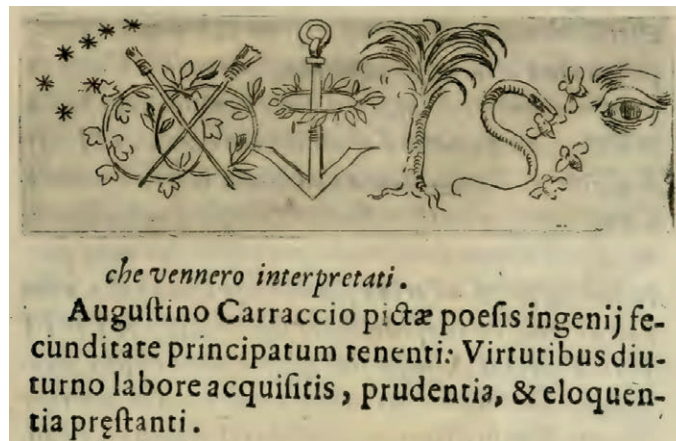 che vennero interpretati.
Auguſtino Carraccio pictæ poeſis ingenij fe-
cunditate principatum tenenti: Virtutibus diu-
turno labore acquiſitis, prudentia, & eloquen-
tia pręſtanti.